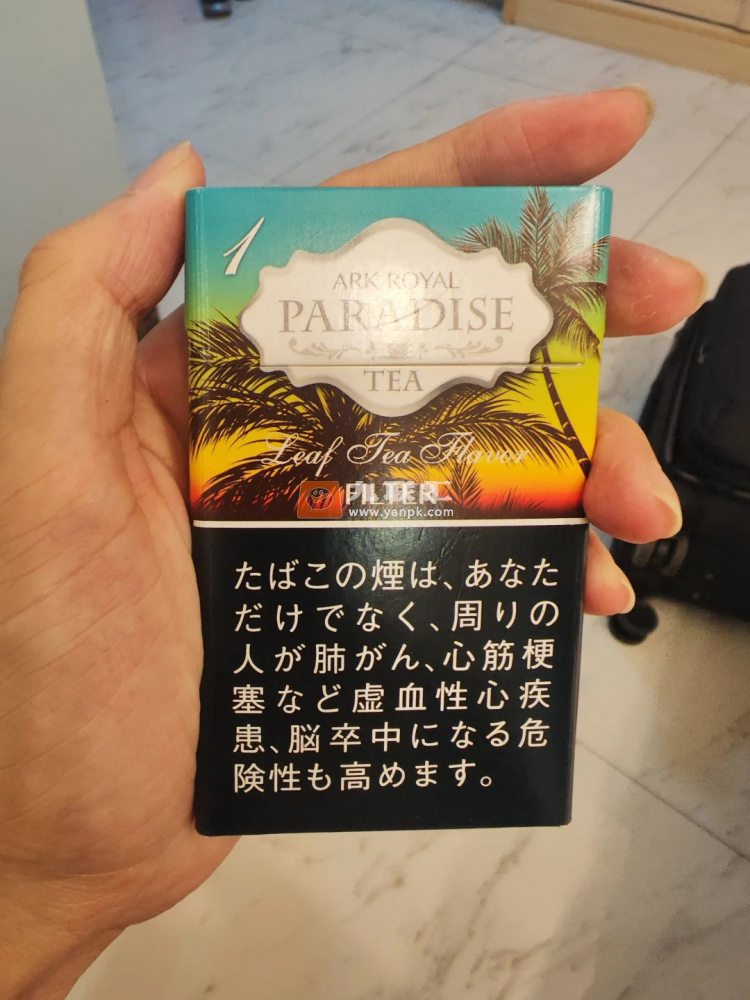 1
ARK ROYAL
PARADISE
TEA
Leaf Tea Flavor
FILTER
www.yanpk.com
たばこの煙は、あなた
だけでなく、周りの
人が肺がん、心筋梗
塞など虚血性心疾
患、脳卒中になる危
険性も高めます。